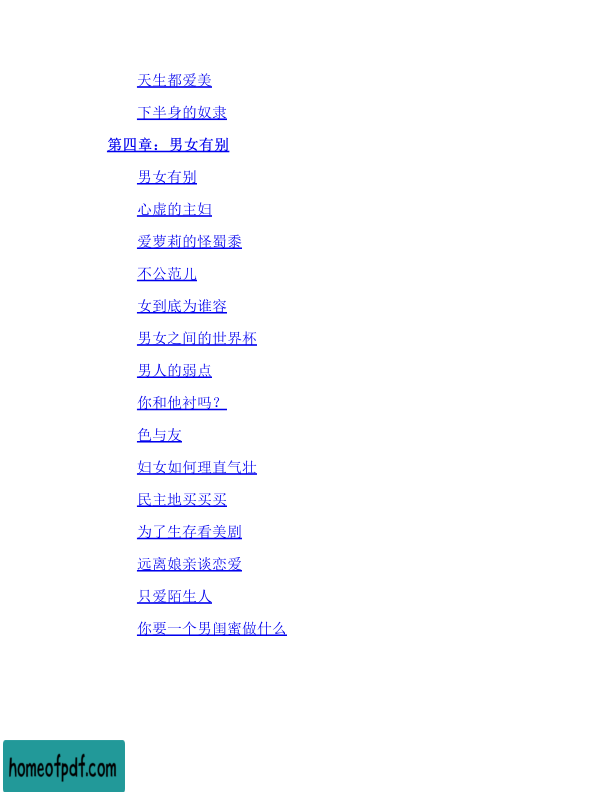 天生都爱美
下半身的奴隶
第四章：男女有别
男女有别
心虚的主妇
爱萝莉的怪蜀黍
不公范儿
女到底为谁容
男女之间的世界杯
男人的弱点
你和他衬吗？
色与友
妇女如何理直气壮
民主地买买买
为了生存看美剧
远离娘亲谈恋爱
只爱陌生人
你要一个男闺蜜做什么
homeofpdf.com